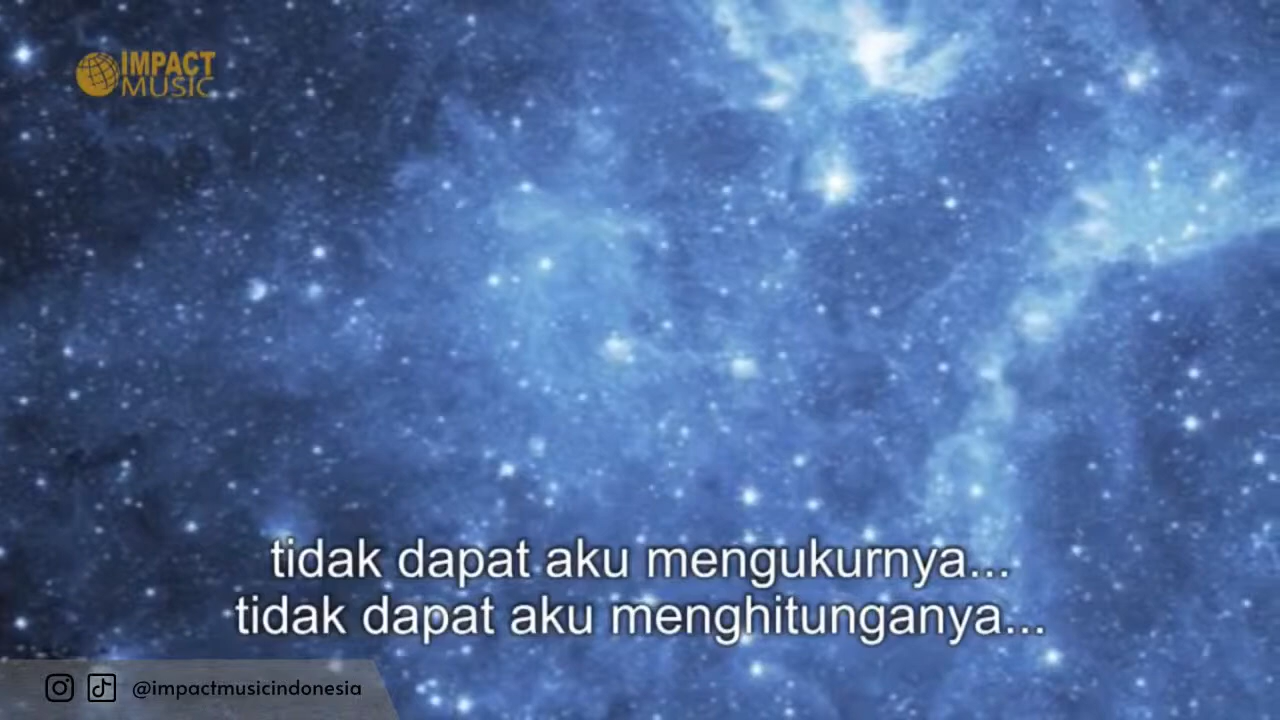 IMPACT
MUSIC
tidak dapat aku mengukurnya...
tidak dapat aku menghitunganya...
@impactmusicindonesia